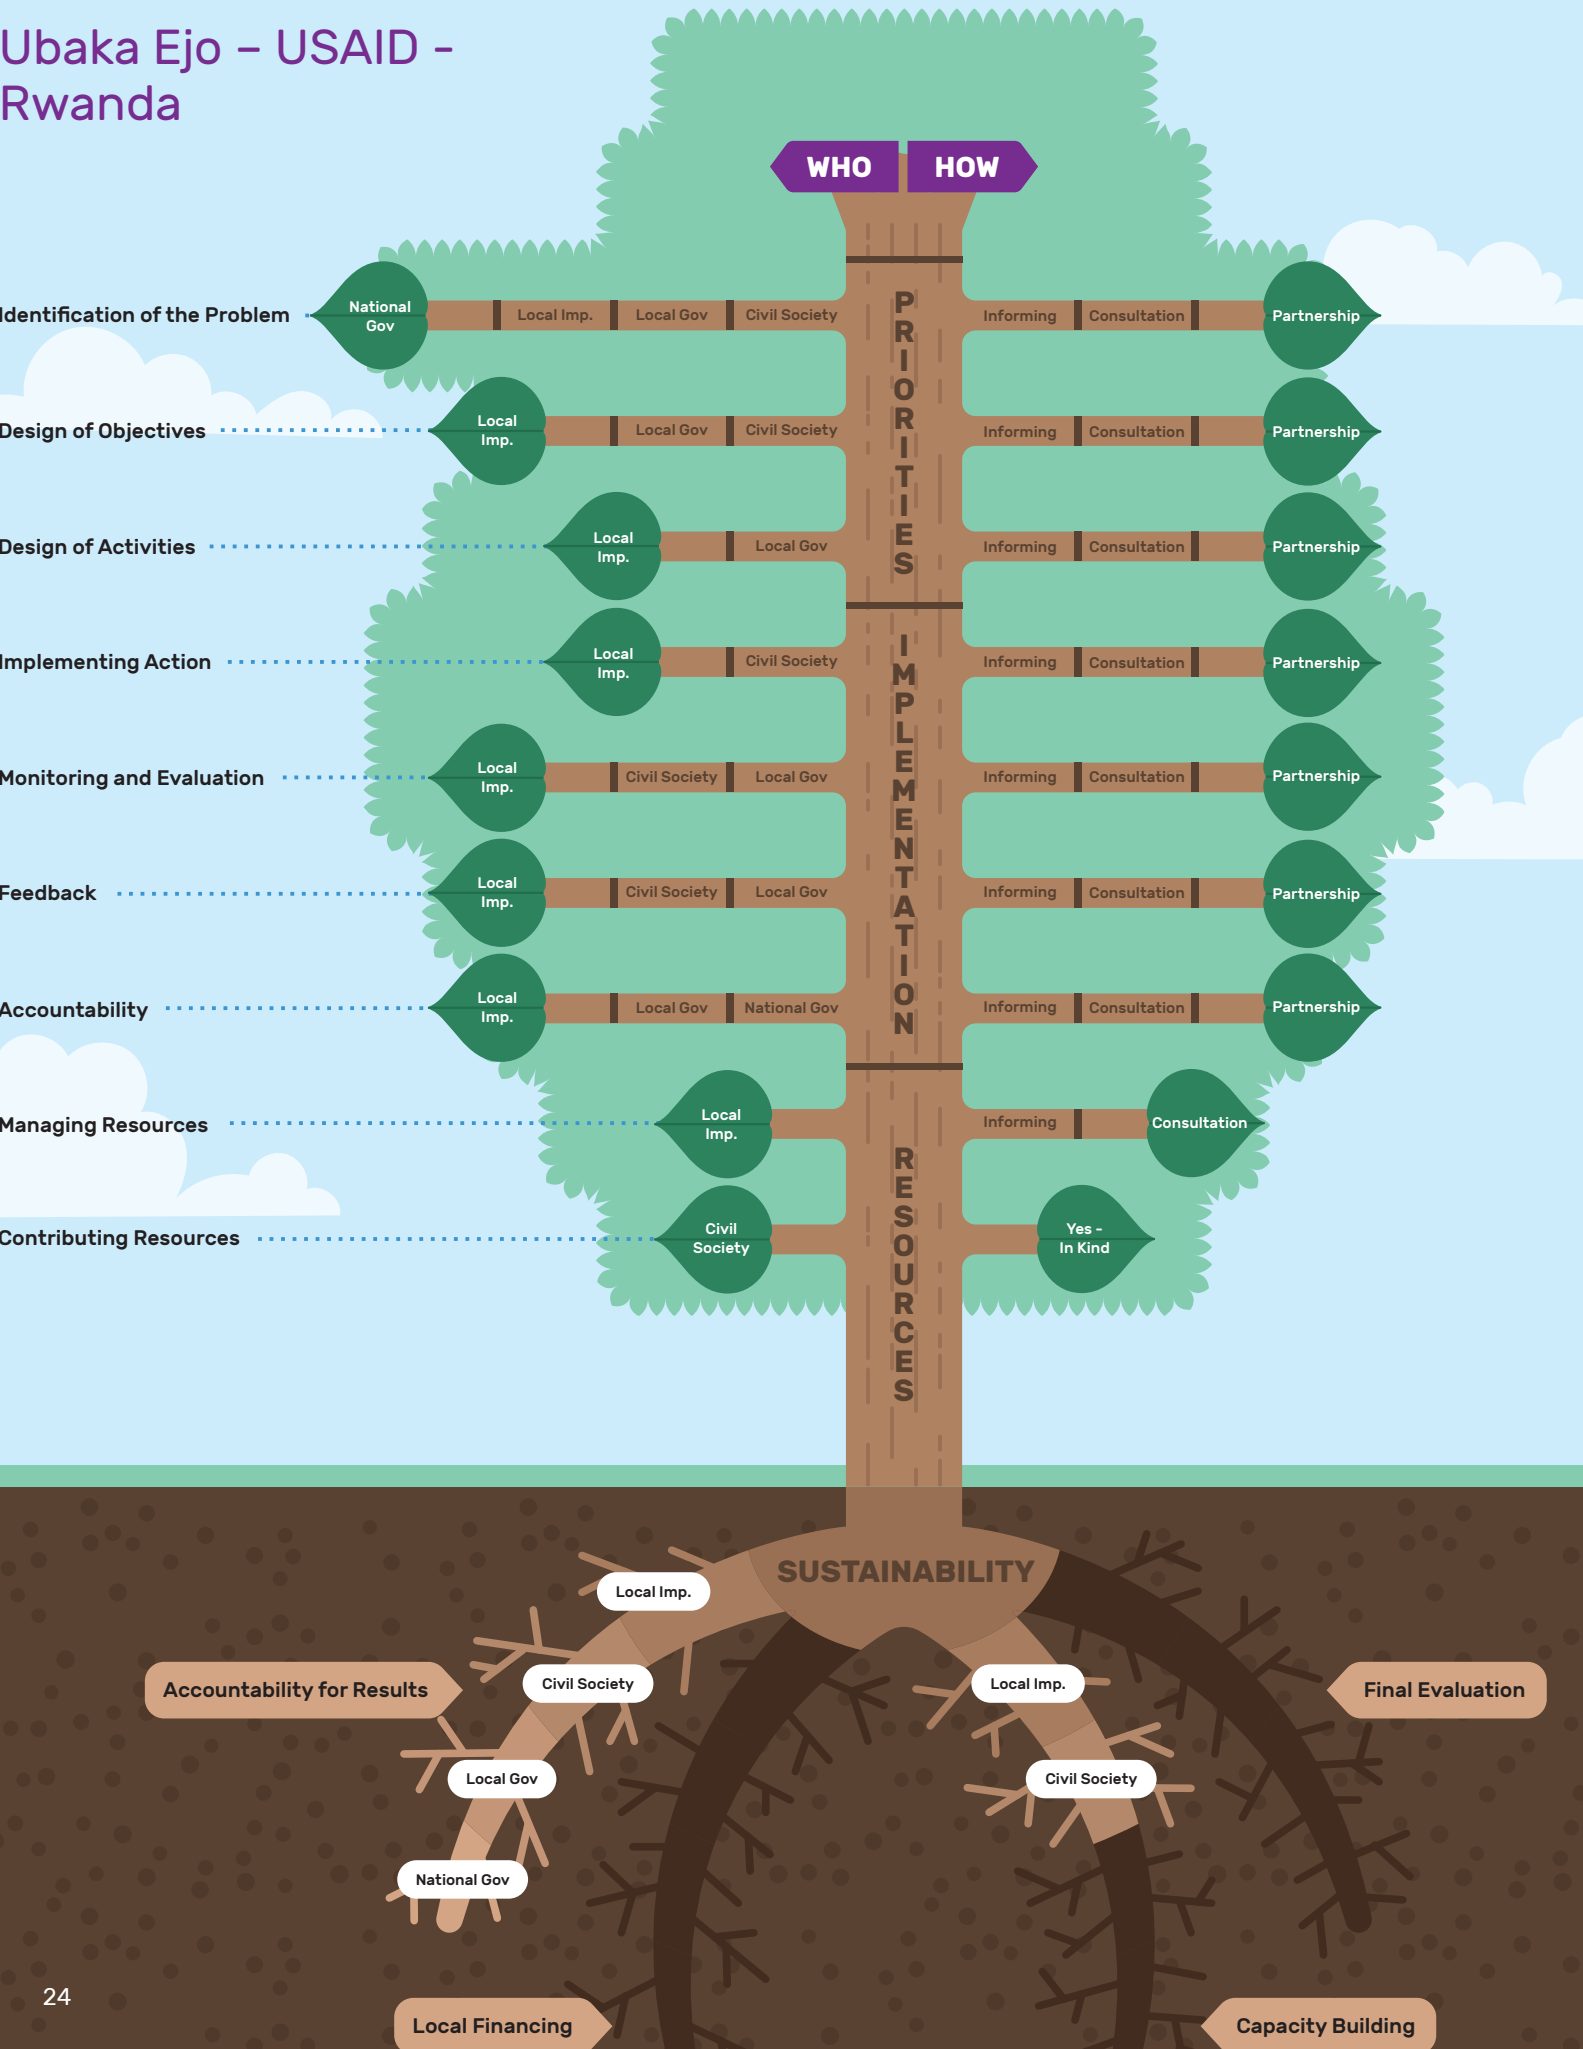 Ubaka Ejo – USAID -
Rwanda
WHO
HOW
Identification of the Problem
National
Gov
Local Imp.
Local Gov
Civil Society
Informing
Consultation
Partnership
Design of Objectives
Local
Imp.
Local Gov
Civil Society
Informing
Consultation
Partnership
Design of Activities
Local
Imp.
Local Gov
Informing
Consultation
Partnership
PRIORITIES
Implementing Action
Local
Imp.
Civil Society
Informing
Consultation
Partnership
Monitoring and Evaluation
Local
Imp.
Civil Society
Local Gov
Informing
Consultation
Partnership
Feedback
Local
Imp.
Civil Society
Local Gov
Informing
Consultation
Partnership
Accountability
Local
Imp.
Local Gov
National Gov
Informing
Consultation
Partnership
IMPLEMENTATION
Managing Resources
Local
Imp.
Informing
Consultation
Contributing Resources
Civil
Society
Yes -
In Kind
RESOURCES
SUSTAINABILITY
Accountability for Results
Local Imp.
Civil Society
Local Gov
National Gov
Local Imp.
Civil Society
Final Evaluation
Local Financing
Capacity Building
24